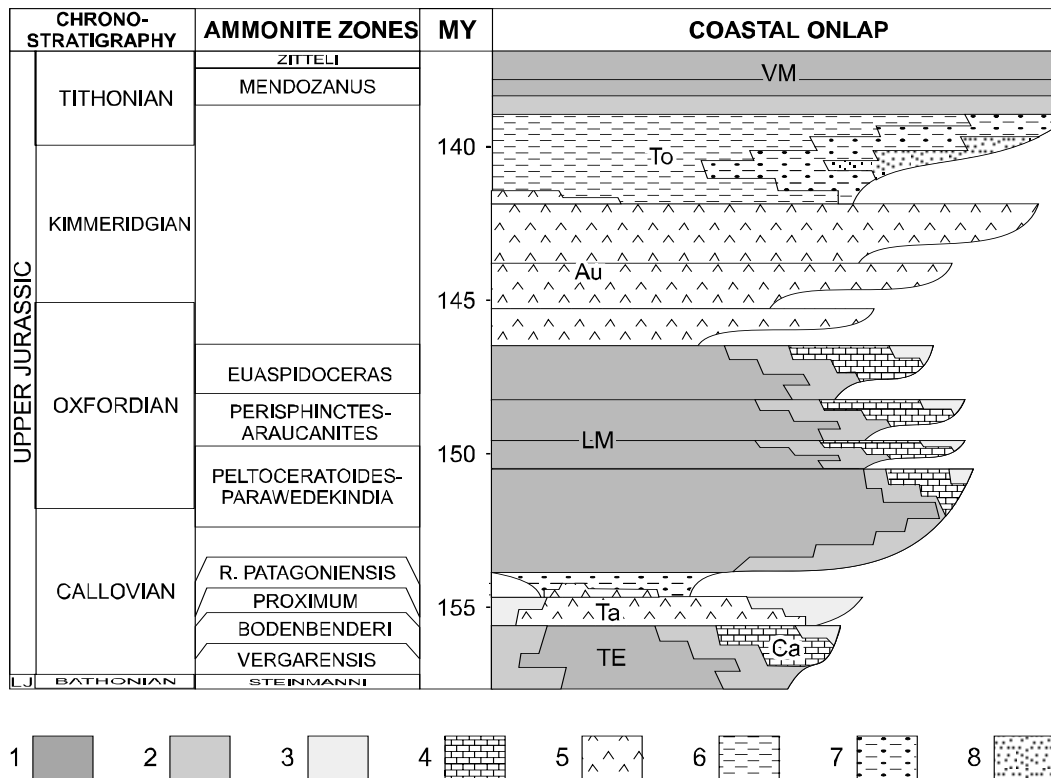 CHRONO-
STRATIGRAPHY
AMMONITE ZONES
MY
COASTAL ONLAP
UPPER JURASSIC
LJ
TITHONIAN
KIMMERIDGIAN
OXFORDIAN
CALLOVIAN
BATHONIAN
ZITTELI
MENDOZANUS
EUASPIDOCERAS
PERISPHINCTES-
ARAUCANITES
PELTOCERATOIDES-
PARAWEDEKINDIA
R. PATAGONIENSIS
PROXIMUM
BODENBENDERI
VERGARENSIS
STEINMANNI
140
145
150
155
VM
To
Au
LM
Ta
Ca
TE
1
2
3
4
5
6
7
8